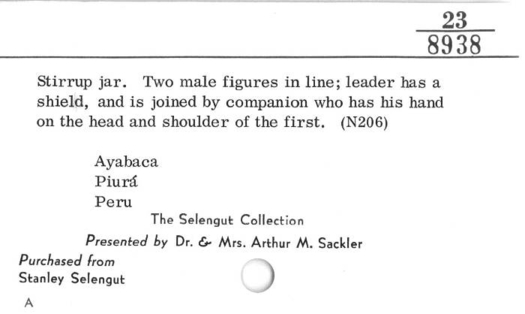 23
8938
Stirrup jar. Two male figures in line; leader has a
shield, and is joined by companion who has his hand
on the head and shoulder of the first. (N206)
Ayabaca
Piurá
Peru
The Selengut Collection
Presented by Dr. & Mrs. Arthur M. Sackler
Purchased from
Stanley Selengut
A